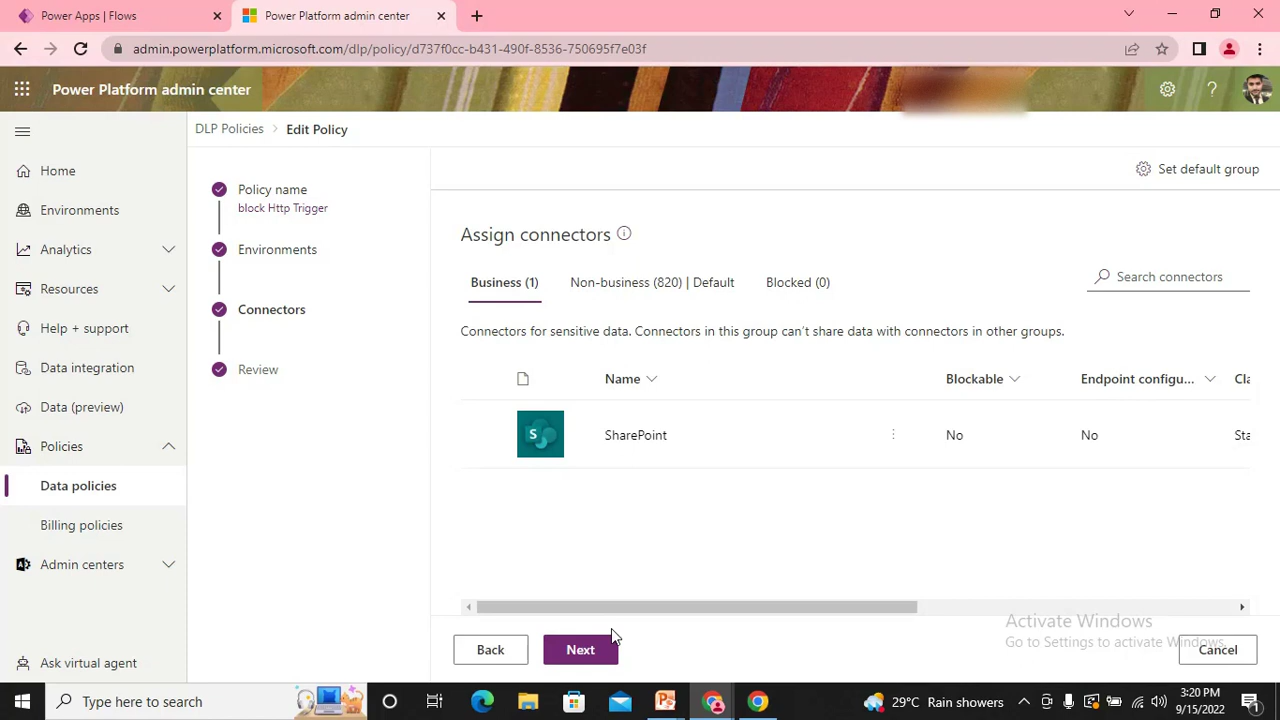 Power Apps | Flows
Power Platform admin center
admin.powerplatform.microsoft.com/dlp/policy/d737f0cc-b431-490f-8536-750695f7e03f
Power Platform admin center
DLP Policies > Edit Policy
Home
Environments
Analytics
Resources
Help + support
Data integration
Data (preview)
Policies
Data policies
Billing policies
Admin centers
Ask virtual agent
Policy name
block Http Trigger
Environments
Connectors
Review
Set default group
Assign connectors
Business (1) Non-business (820) | Default Blocked (0)
Search connectors
Connectors for sensitive data. Connectors in this group can't share data with connectors in other groups.
Name Blockable Endpoint configu... Cla
S SharePoint No No Sta
Activate Windows
Go to Settings to activate Windows.
Back Next Cancel
Type here to search
29°C Rain showers
3:20 PM
9/15/2022
1